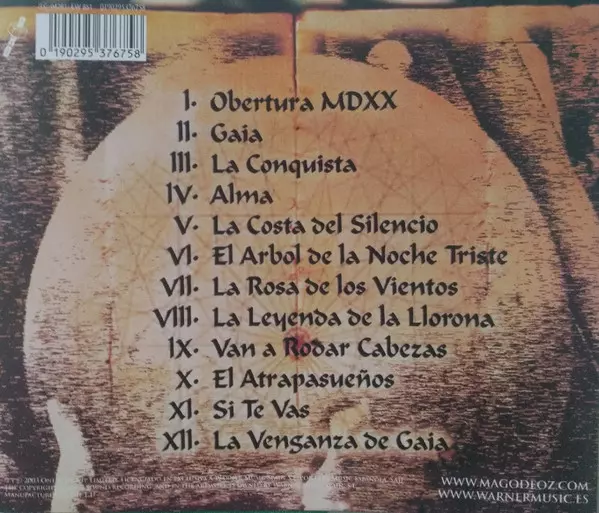 0 190295 376758
I. Obertura MDXX
II. Gaia
III. La Conquista
IV. Alma
V. La Costa del Silencio
VI. El Arbol de la Noche Triste
VII. La Rosa de los Vientos
VIII. La Leyenda de la Llorona
IX. Van a Rodar Cabezas
X. El Atrapasueños
XI. Si Te Vas
XII. La Venganza de Gaia
WWW.MAGODEOZ.COM
WWW.WARNERMUSIC.ES